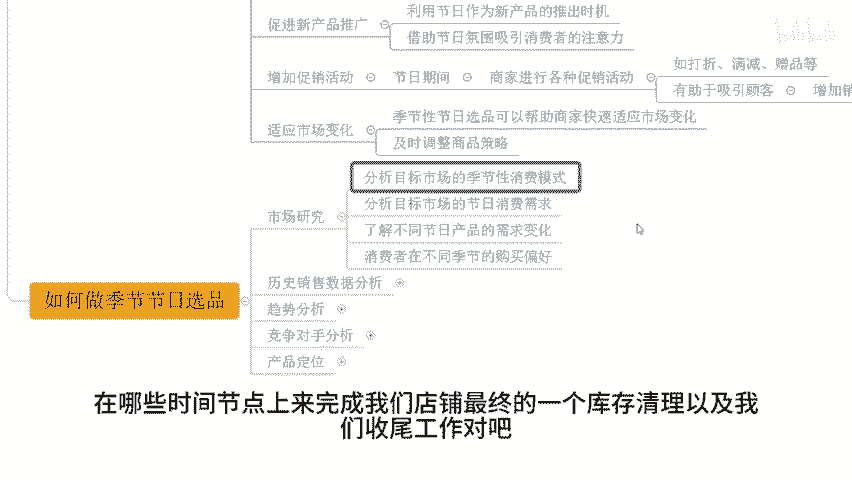 促进新产品推广
利用节日作为新产品的推出时机
借助节日氛围吸引消费者的注意力
增加促销活动
节日期间
商家进行各种促销活动
如打折、满减、赠品等
有助于吸引顾客
增加销
适应市场变化
季节性节日选品可以帮助商家快速适应市场变化
及时调整商品策略
如何做季节节日选品
市场研究
分析目标市场的季节性消费模式
分析目标市场的节日消费需求
了解不同节日产品的需求变化
消费者在不同季节的购买偏好
历史销售数据分析
趋势分析
竞争对手分析
产品定位
在哪些时间节点上来完成我们店铺最终的一个库存清理以及我
们收尾工作对吧